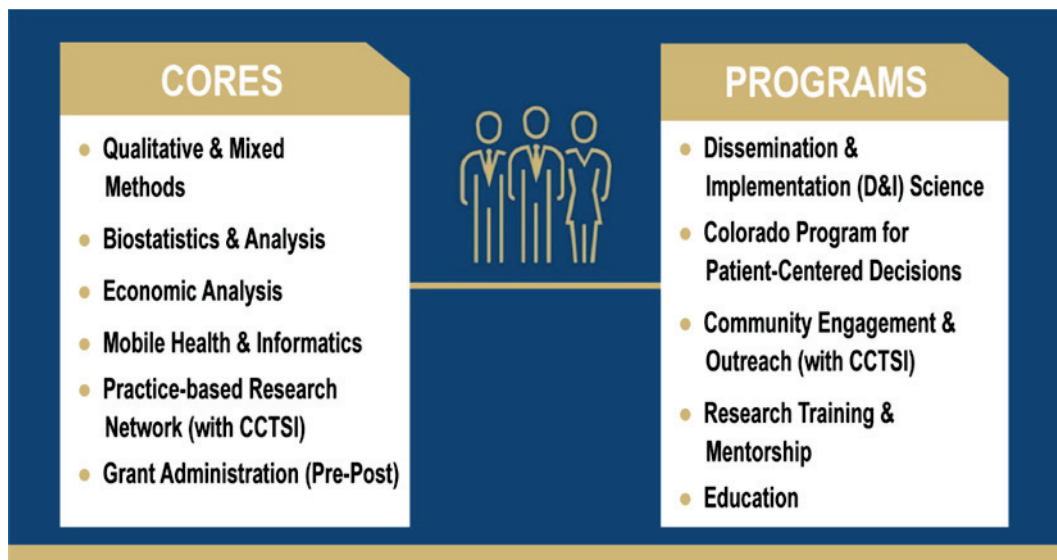 CORES
Qualitative & Mixed
Methods
Biostatistics & Analysis
Economic Analysis
Mobile Health & Informatics
Practice-based Research
Network (with CCTSI)
Grant Administration (Pre-Post)
PROGRAMS
Dissemination &
Implementation (D&I) Science
Colorado Program for
Patient-Centered Decisions
Community Engagement &
Outreach (with CCTSI)
Research Training &
Mentorship
Education